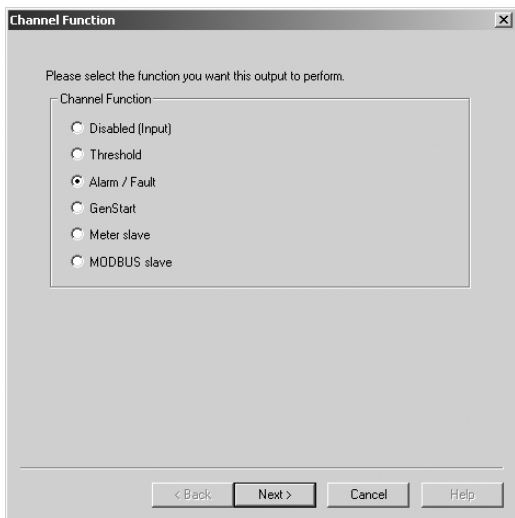 Channel Function
Please select the function you want this output to perform.
Channel Function
Disabled (Input)
Threshold
Alarm / Fault
GenStart
Meter slave
MODBUS slave
< Back
Next >
Cancel
Help